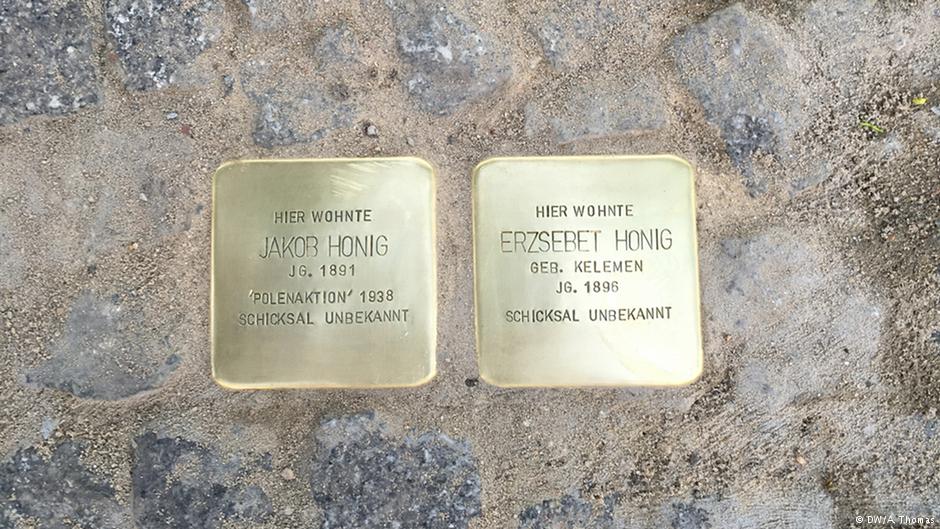 HIER WOHNTE
JAKOB HONIG
JG. 1891
'POLENAKTION' 1938
SCHICKSAL UNBEKANNT
HIER WOHNTE
ERZSEBET HONIG
GEB. KELEMEN
JG. 1896
SCHICKSAL UNBEKANNT
© DW/A. Thomas